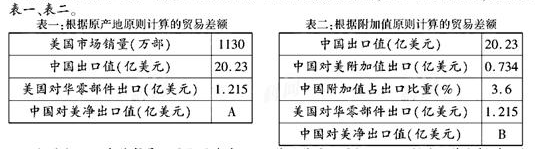 表一、表二。
表一:根据原产地原则计算的贸易差额
美国市场销量(万部) 1130
中国出口值(亿美元) 20.23
美国对华零部件出口(亿美元) 1.215
中国对美净出口值(亿美元) A
表二:根据附加值原则计算的贸易差额
中国出口值(亿美元) 20.23
中国对美附加值出口(亿美元) 0.734
中国附加值占出口比重(%) 3.6
美国对华零部件出口(亿美元) 1.215
中国对美净出口值(亿美元) B